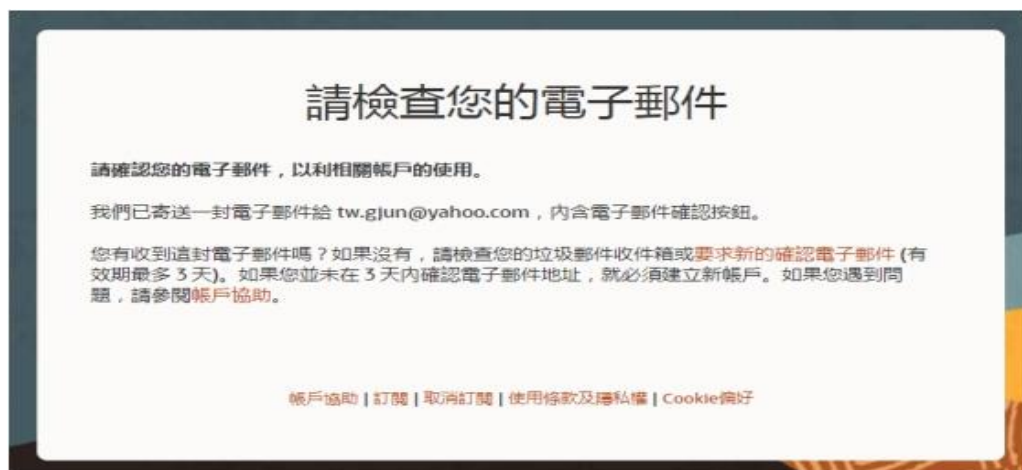 請檢查您的電子郵件
請確認您的電子郵件，以利相關帳戶的使用。
我們已寄送一封電子郵件給 tw.gjun@yahoo.com，內含電子郵件確認按鈕。
您有收到這封電子郵件嗎？如果沒有，請檢查您的垃圾郵件收件箱或要求新的確認電子郵件 (有
效期最多 3 天)。如果您並未在 3 天內確認電子郵件地址，就必須建立新帳戶。如果您遇到問
題，請參閱帳戶協助。
帳戶協助 | 訂閱 | 取消訂閱 | 使用條款及隱私權 | Cookie偏好